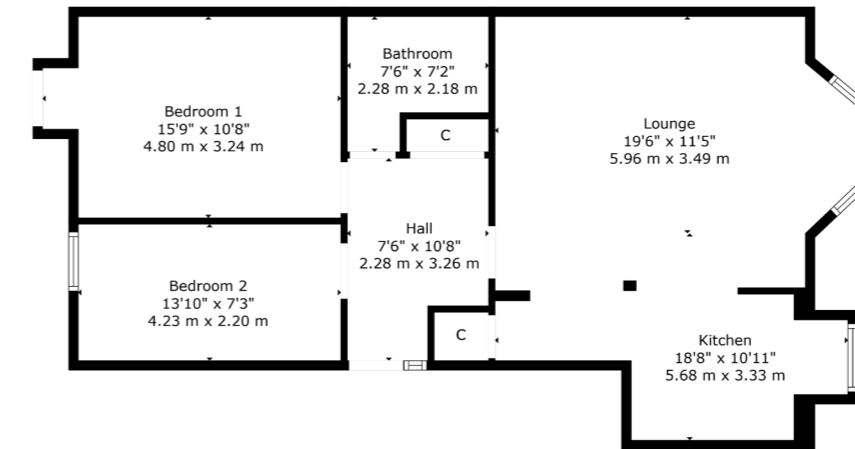 Bedroom 1
15'9" x 10'8"
4.80 m x 3.24 m
Bathroom
7'6" x 7'2"
2.28 m x 2.18 m
C
Lounge
19'6" x 11'5"
5.96 m x 3.49 m
Hall
7'6" x 10'8"
2.28 m x 3.26 m
Bedroom 2
13'10" x 7'3"
4.23 m x 2.20 m
C
Kitchen
18'8" x 10'11"
5.68 m x 3.33 m